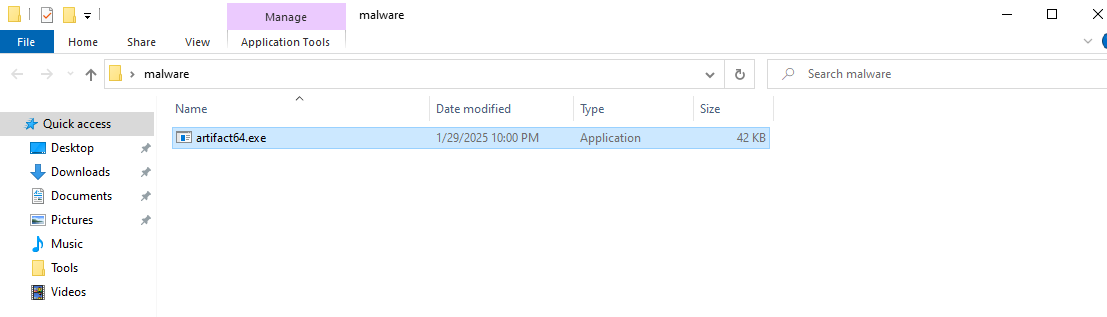 Manage malware
File Home Share View Application Tools
malware Search malware
Name Date modified Type Size
Quick access
artifact64.exe 1/29/2025 10:00 PM Application 42 KB
Desktop
Downloads
Documents
Pictures
Music
Tools
Videos